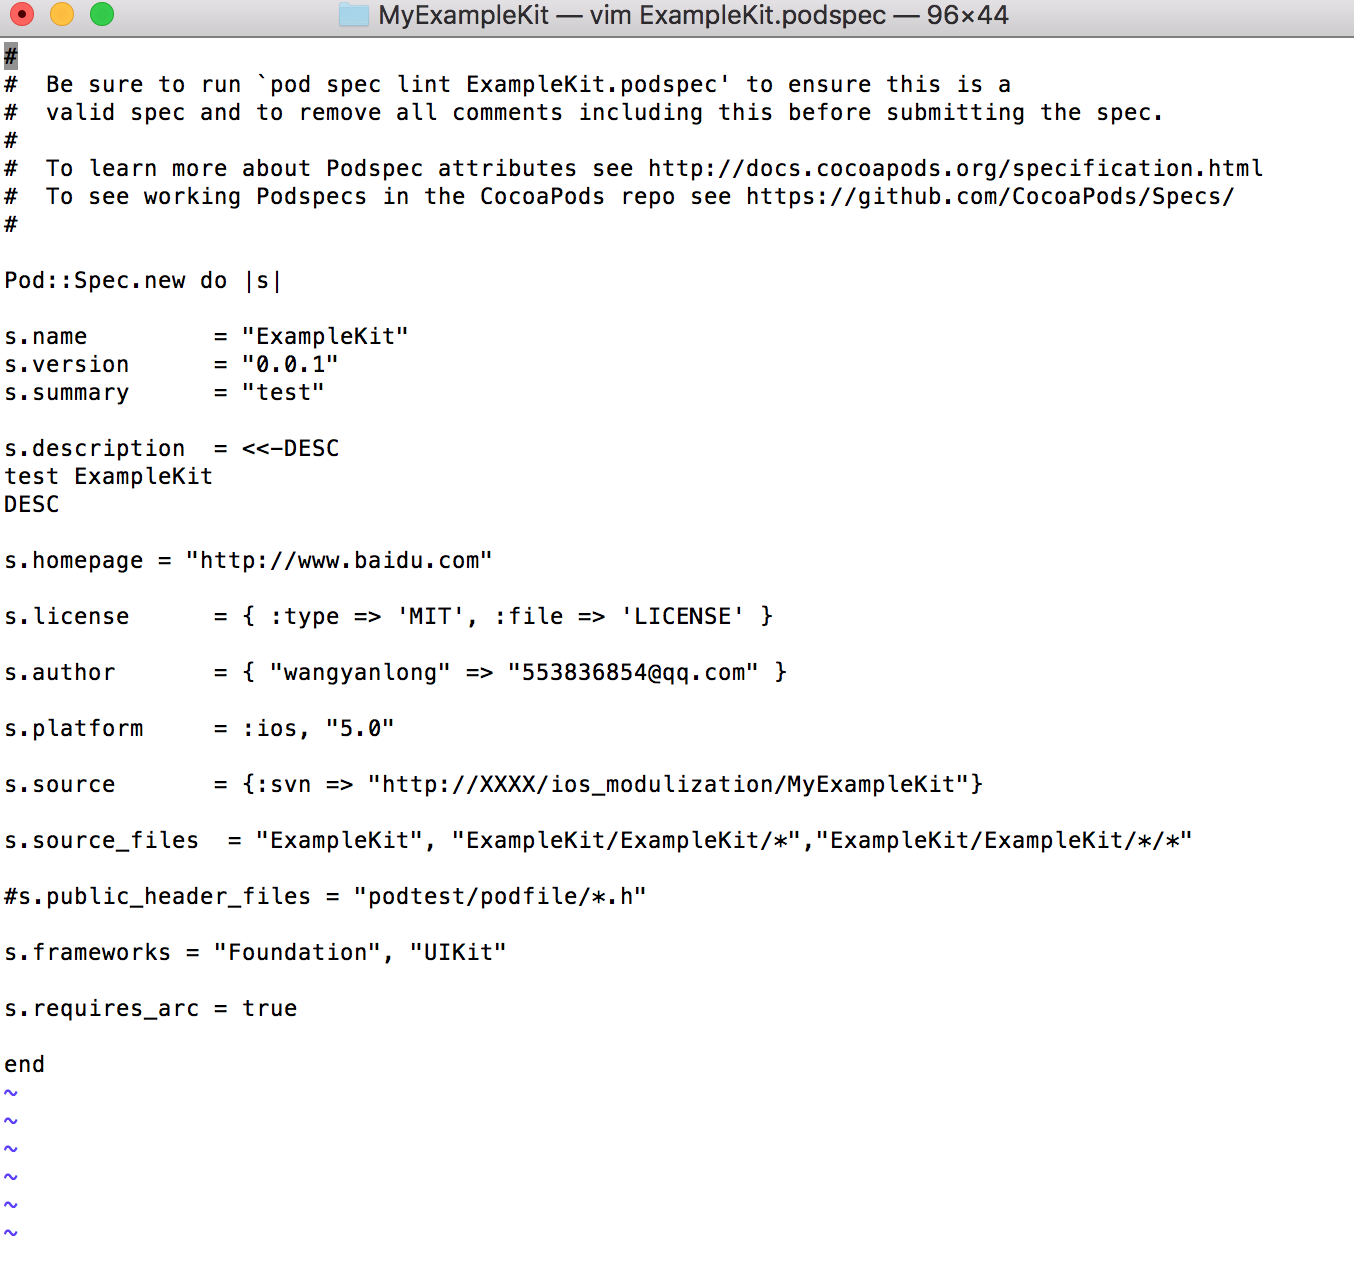 MyExampleKit — vim ExampleKit.podspec — 96×44
#
#  Be sure to run `pod spec lint ExampleKit.podspec' to ensure this is a
#  valid spec and to remove all comments including this before submitting the spec.
#
#  To learn more about Podspec attributes see http://docs.cocoapods.org/specification.html
#  To see working Podspecs in the CocoaPods repo see https://github.com/CocoaPods/Specs/
#
Pod::Spec.new do |s|
s.name         = "ExampleKit"
s.version      = "0.0.1"
s.summary      = "test"
s.description  = <<-DESC
test ExampleKit
DESC
s.homepage = "http://www.baidu.com"
s.license      = { :type => 'MIT', :file => 'LICENSE' }
s.author       = { "wangyanlong" => "553836854@qq.com" }
s.platform     = :ios, "5.0"
s.source       = {:svn => "http://XXXX/ios_modulization/MyExampleKit"}
s.source_files  = "ExampleKit", "ExampleKit/ExampleKit/*","ExampleKit/ExampleKit/*/*"
#s.public_header_files = "podtest/podfile/*.h"
s.frameworks = "Foundation", "UIKit"
s.requires_arc = true
end
~
~
~
~
~
~